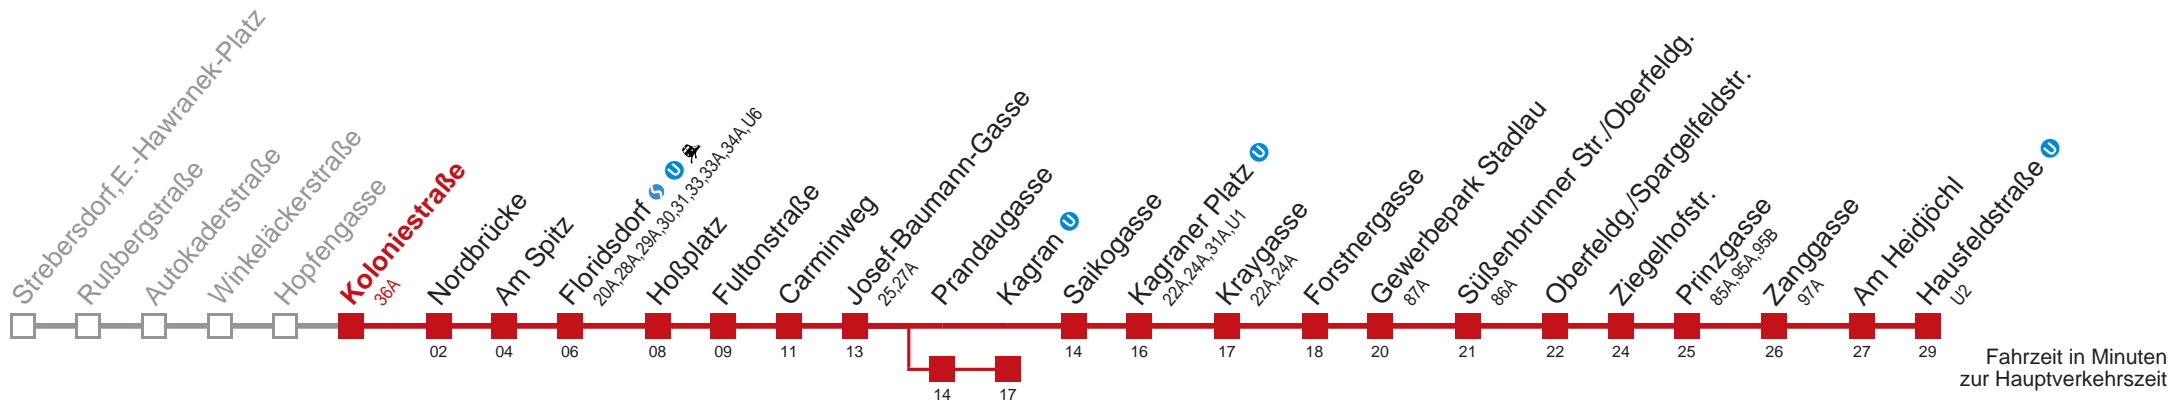 Strebersdorf,E.-Hawranek-Platz
Rußbergstraße
Autokaderstraße
Winkeläckerstraße
Hopfengasse
Koloniestraße
36A
Nordbrücke
Am Spitz
Floridsdorf S U
20A,28A,29A,30,31,33,33A,34A,U6
Hoßplatz
Fultonstraße
Carminweg
Josef-Baumann-Gasse
25,27A
Prandaugasse
Kagran U
Saikogasse
Kagraner Platz U
22A,24A,31A,U1
Kraygasse
22A,24A
Forstnergasse
Gewerbepark Stadlau
87A
Süßenbrunner Str./Oberfeldg.
86A
Oberfeldg./Spargelfeldstr.
Ziegelhofstr.
Prinzgasse
85A,95A,95B
Zanggasse
97A
Am Heidjöchl
Hausfeldstraße U
U2
02 04 06 08 09 11 13 14 16 17 18 20 21 22 24 25 26 27 29
14 17
Fahrzeit in Minuten
zur Hauptverkehrszeit